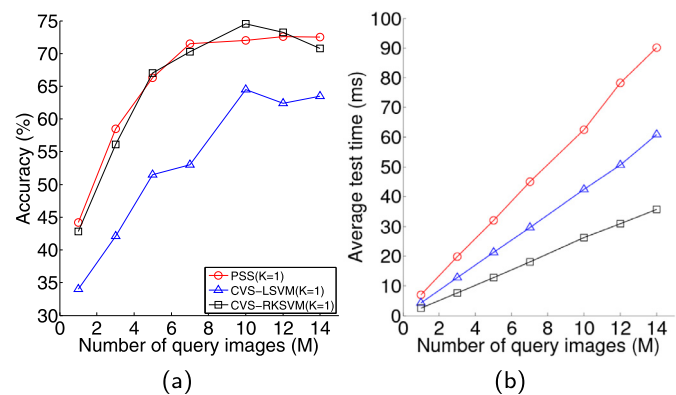 Accuracy (%)
75
70
65
60
55
50
45
40
35
30
0 2 4 6 8 10 12 14
Number of query images (M)
PSS(K=1)
CVS-LSVM(K=1)
CVS-RKSVM(K=1)
(a)
Average test time (ms)
100
90
80
70
60
50
40
30
20
10
0
0 2 4 6 8 10 12 14
Number of query images (M)
(b)